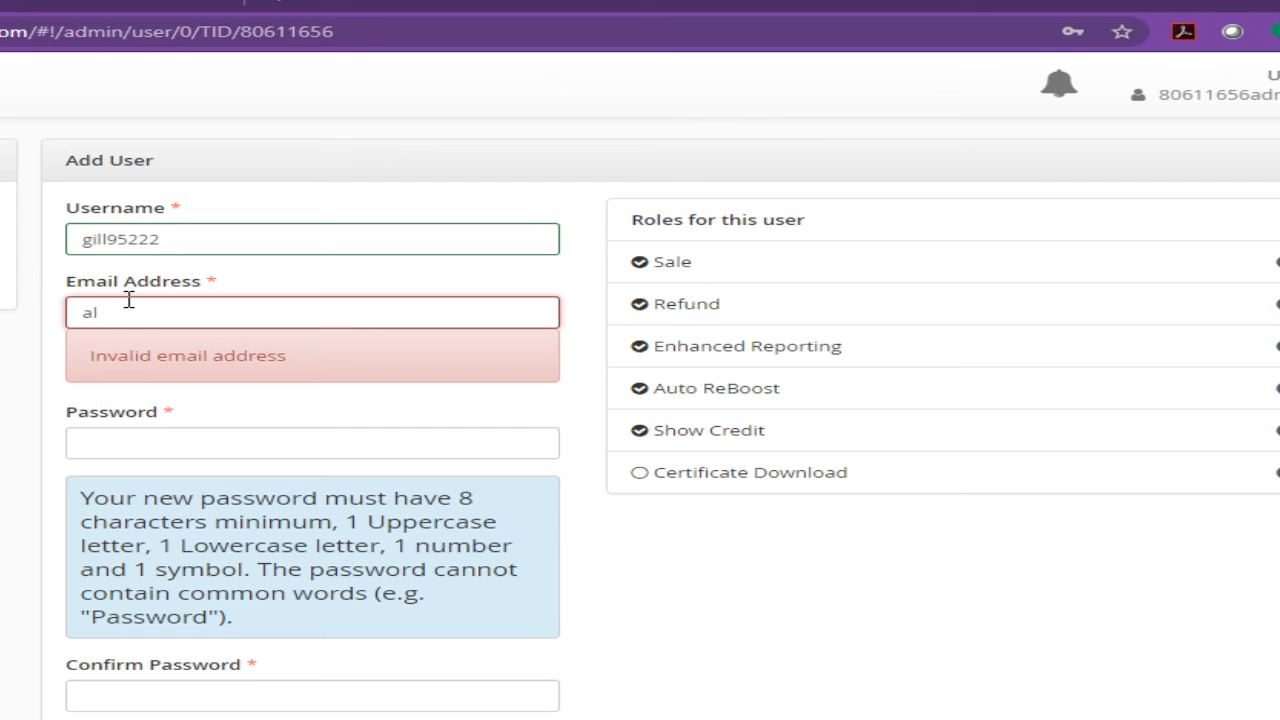 om/#!/admin/user/0/TID/80611656
U
80611656adm
Add User
Username *
gill95222
Email Address *
al
Invalid email address
Password *
Your new password must have 8
characters minimum, 1 Uppercase
letter, 1 Lowercase letter, 1 number
and 1 symbol. The password cannot
contain common words (e.g.
"Password").
Confirm Password *
Roles for this user
Sale
Refund
Enhanced Reporting
Auto ReBoost
Show Credit
Certificate Download